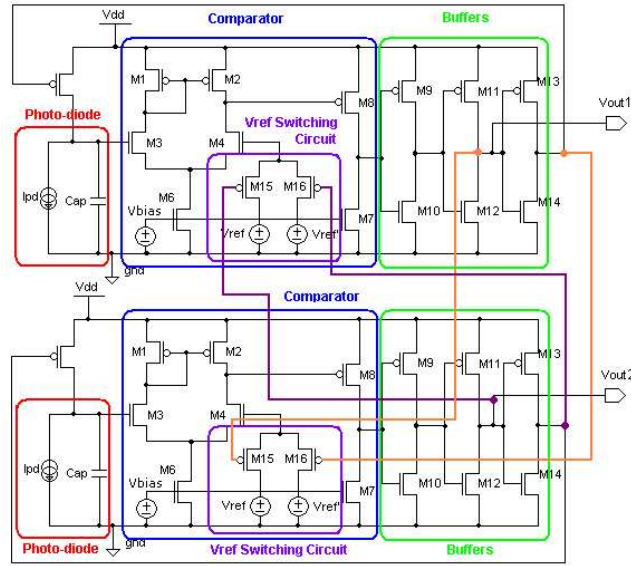 Vdd
Comparator
Buffers
M1
M2
M8
M9
M11
M13
Vout1
Photo-diode
M3
M4
Vref Switching
Circuit
Ipd
Cap
M6
Vbias
M15
M16
M7
M10
M12
M14
Vref
Vref'
gnd
Vdd
Comparator
M1
M2
M8
M9
M11
M13
Vout2
M3
M4
Ipd
Cap
M6
Vbias
M15
M16
M7
M10
M12
M14
Vref
Vref'
gnd
Photo-diode
Vref Switching Circuit
Buffers